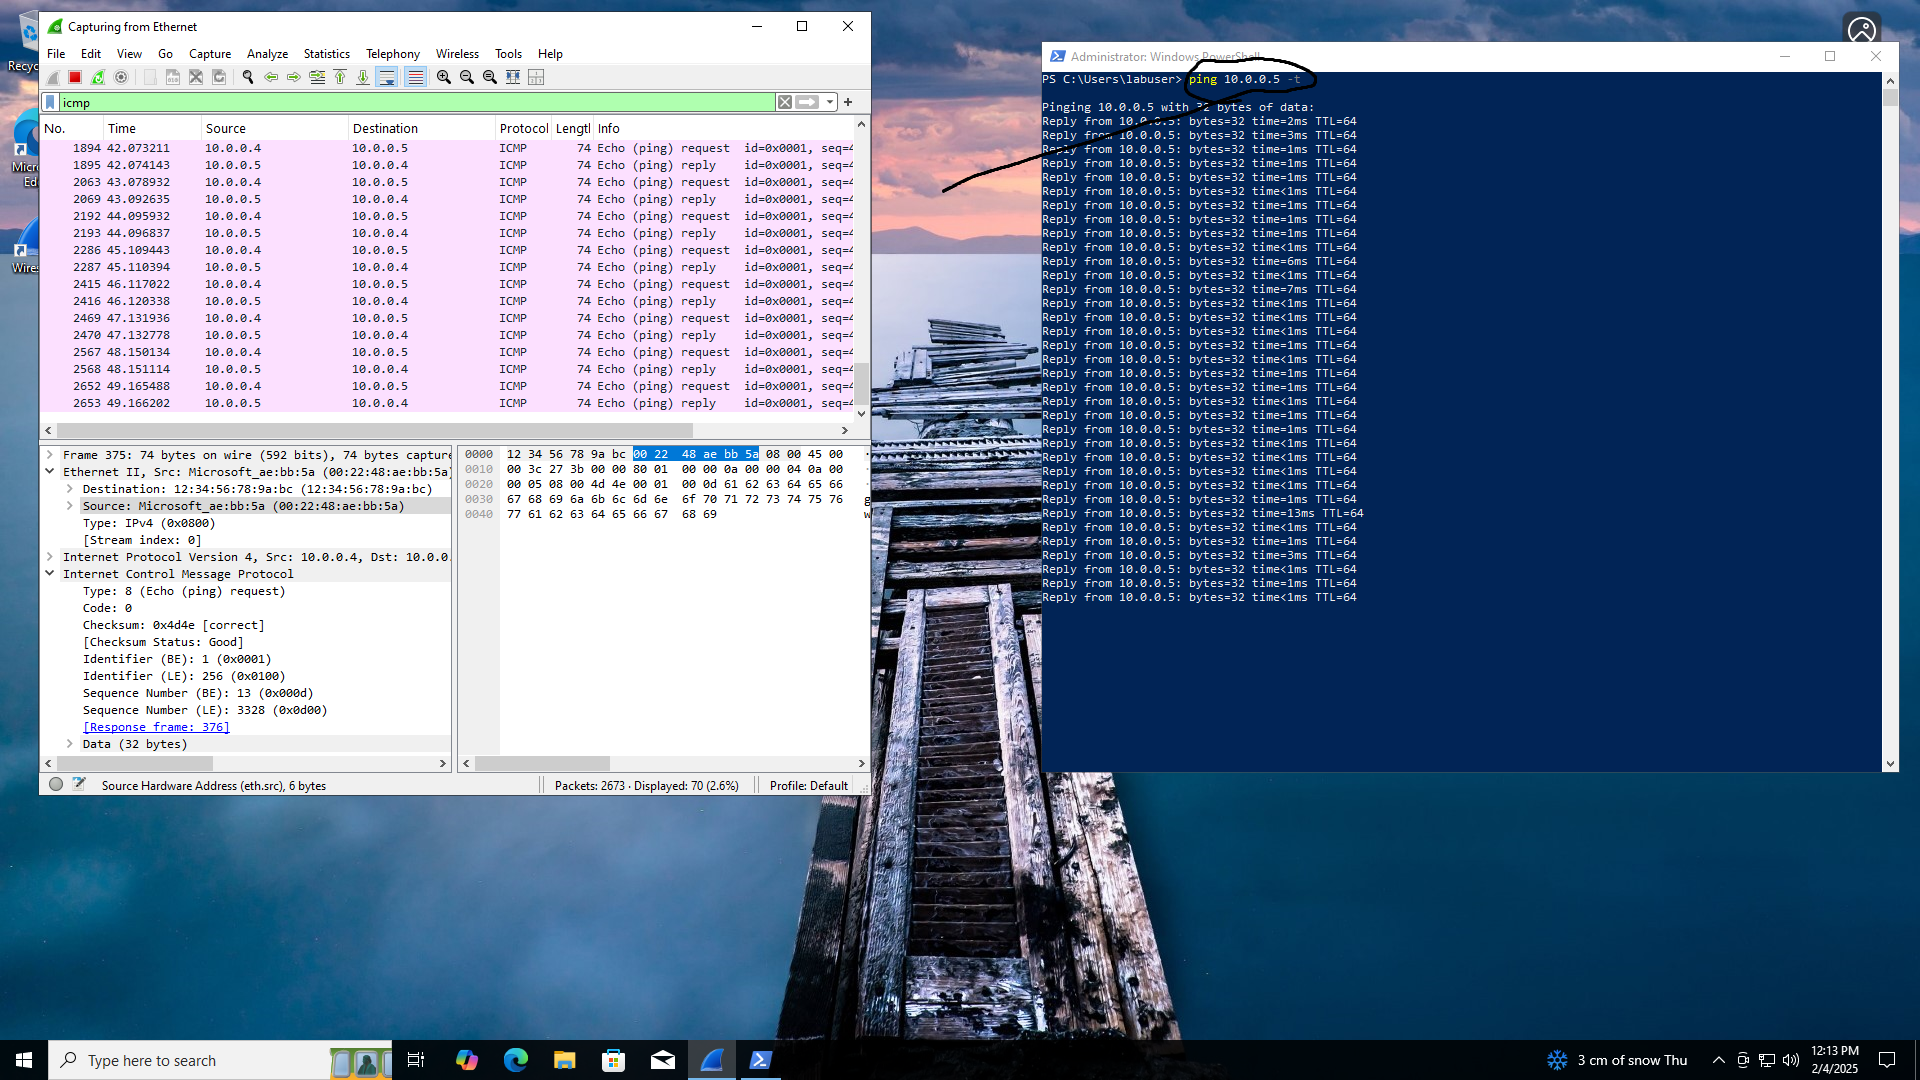 Recyc
Capturing from Ethernet
File Edit View Go Capture Analyze Statistics Telephony Wireless Tools Help
icmp
No. Time Source Destination Protocol Lengtl Info
1894 42.073211 10.0.0.4 10.0.0.5 ICMP 74 Echo (ping) request id=0x0001, seq=4
1895 42.074143 10.0.0.5 10.0.0.4 ICMP 74 Echo (ping) reply id=0x0001, seq=4
2063 43.078932 10.0.0.4 10.0.0.5 ICMP 74 Echo (ping) request id=0x0001, seq=4
2069 43.092635 10.0.0.5 10.0.0.4 ICMP 74 Echo (ping) reply id=0x0001, seq=4
2192 44.095932 10.0.0.4 10.0.0.5 ICMP 74 Echo (ping) request id=0x0001, seq=4
2193 44.096837 10.0.0.5 10.0.0.4 ICMP 74 Echo (ping) reply id=0x0001, seq=4
2286 45.109443 10.0.0.4 10.0.0.5 ICMP 74 Echo (ping) request id=0x0001, seq=4
2287 45.110394 10.0.0.5 10.0.0.4 ICMP 74 Echo (ping) reply id=0x0001, seq=4
2415 46.117022 10.0.0.4 10.0.0.5 ICMP 74 Echo (ping) request id=0x0001, seq=4
2416 46.120338 10.0.0.5 10.0.0.4 ICMP 74 Echo (ping) reply id=0x0001, seq=4
2469 47.131936 10.0.0.4 10.0.0.5 ICMP 74 Echo (ping) request id=0x0001, seq=4
2470 47.132778 10.0.0.5 10.0.0.4 ICMP 74 Echo (ping) reply id=0x0001, seq=4
2567 48.150134 10.0.0.4 10.0.0.5 ICMP 74 Echo (ping) request id=0x0001, seq=4
2568 48.151114 10.0.0.5 10.0.0.4 ICMP 74 Echo (ping) reply id=0x0001, seq=4
2652 49.165488 10.0.0.4 10.0.0.5 ICMP 74 Echo (ping) request id=0x0001, seq=4
2653 49.166202 10.0.0.5 10.0.0.4 ICMP 74 Echo (ping) reply id=0x0001, seq=4
Micro
Ed
Wires
Frame 375: 74 bytes on wire (592 bits), 74 bytes capture
Ethernet II, Src: Microsoft_ae:bb:5a (00:22:48:ae:bb:5a)
Destination: 12:34:56:78:9a:bc (12:34:56:78:9a:bc)
Source: Microsoft_ae:bb:5a (00:22:48:ae:bb:5a)
Type: IPv4 (0x0800)
[Stream index: 0]
Internet Protocol Version 4, Src: 10.0.0.4, Dst: 10.0.0.
Internet Control Message Protocol
Type: 8 (Echo (ping) request)
Code: 0
Checksum: 0x4d4e [correct]
[Checksum Status: Good]
Identifier (BE): 1 (0x0001)
Identifier (LE): 256 (0x0100)
Sequence Number (BE): 13 (0x000d)
Sequence Number (LE): 3328 (0x0d00)
[Response frame: 376]
Data (32 bytes)
0000 12 34 56 78 9a bc 00 22 48 ae bb 5a 08 00 45 00
0010 00 3c 27 3b 00 00 80 01 00 00 0a 00 00 04 0a 00
0020 00 05 08 00 4d 4e 00 01 00 0d 61 62 63 64 65 66
0030 67 68 69 6a 6b 6c 6d 6e 6f 70 71 72 73 74 75 76 g
0040 77 61 62 63 64 65 66 67 68 69 w
Source Hardware Address (eth.src), 6 bytes
Packets: 2673 · Displayed: 70 (2.6%)
Profile: Default
Administrator: Windows PowerShell
PS C:\Users\labuser> ping 10.0.0.5 -t
Pinging 10.0.0.5 with 32 bytes of data:
Reply from 10.0.0.5: bytes=32 time=2ms TTL=64
Reply from 10.0.0.5: bytes=32 time=3ms TTL=64
Reply from 10.0.0.5: bytes=32 time=1ms TTL=64
Reply from 10.0.0.5: bytes=32 time=1ms TTL=64
Reply from 10.0.0.5: bytes=32 time=1ms TTL=64
Reply from 10.0.0.5: bytes=32 time<1ms TTL=64
Reply from 10.0.0.5: bytes=32 time=1ms TTL=64
Reply from 10.0.0.5: bytes=32 time=1ms TTL=64
Reply from 10.0.0.5: bytes=32 time=1ms TTL=64
Reply from 10.0.0.5: bytes=32 time<1ms TTL=64
Reply from 10.0.0.5: bytes=32 time=6ms TTL=64
Reply from 10.0.0.5: bytes=32 time<1ms TTL=64
Reply from 10.0.0.5: bytes=32 time=7ms TTL=64
Reply from 10.0.0.5: bytes=32 time<1ms TTL=64
Reply from 10.0.0.5: bytes=32 time<1ms TTL=64
Reply from 10.0.0.5: bytes=32 time<1ms TTL=64
Reply from 10.0.0.5: bytes=32 time=1ms TTL=64
Reply from 10.0.0.5: bytes=32 time<1ms TTL=64
Reply from 10.0.0.5: bytes=32 time=1ms TTL=64
Reply from 10.0.0.5: bytes=32 time=1ms TTL=64
Reply from 10.0.0.5: bytes=32 time<1ms TTL=64
Reply from 10.0.0.5: bytes=32 time=1ms TTL=64
Reply from 10.0.0.5: bytes=32 time=1ms TTL=64
Reply from 10.0.0.5: bytes=32 time<1ms TTL=64
Reply from 10.0.0.5: bytes=32 time<1ms TTL=64
Reply from 10.0.0.5: bytes=32 time<1ms TTL=64
Reply from 10.0.0.5: bytes=32 time<1ms TTL=64
Reply from 10.0.0.5: bytes=32 time=1ms TTL=64
Reply from 10.0.0.5: bytes=32 time=13ms TTL=64
Reply from 10.0.0.5: bytes=32 time<1ms TTL=64
Reply from 10.0.0.5: bytes=32 time=1ms TTL=64
Reply from 10.0.0.5: bytes=32 time=3ms TTL=64
Reply from 10.0.0.5: bytes=32 time<1ms TTL=64
Reply from 10.0.0.5: bytes=32 time=1ms TTL=64
Reply from 10.0.0.5: bytes=32 time<1ms TTL=64
Type here to search
3 cm of snow Thu
12:13 PM
2/4/2025